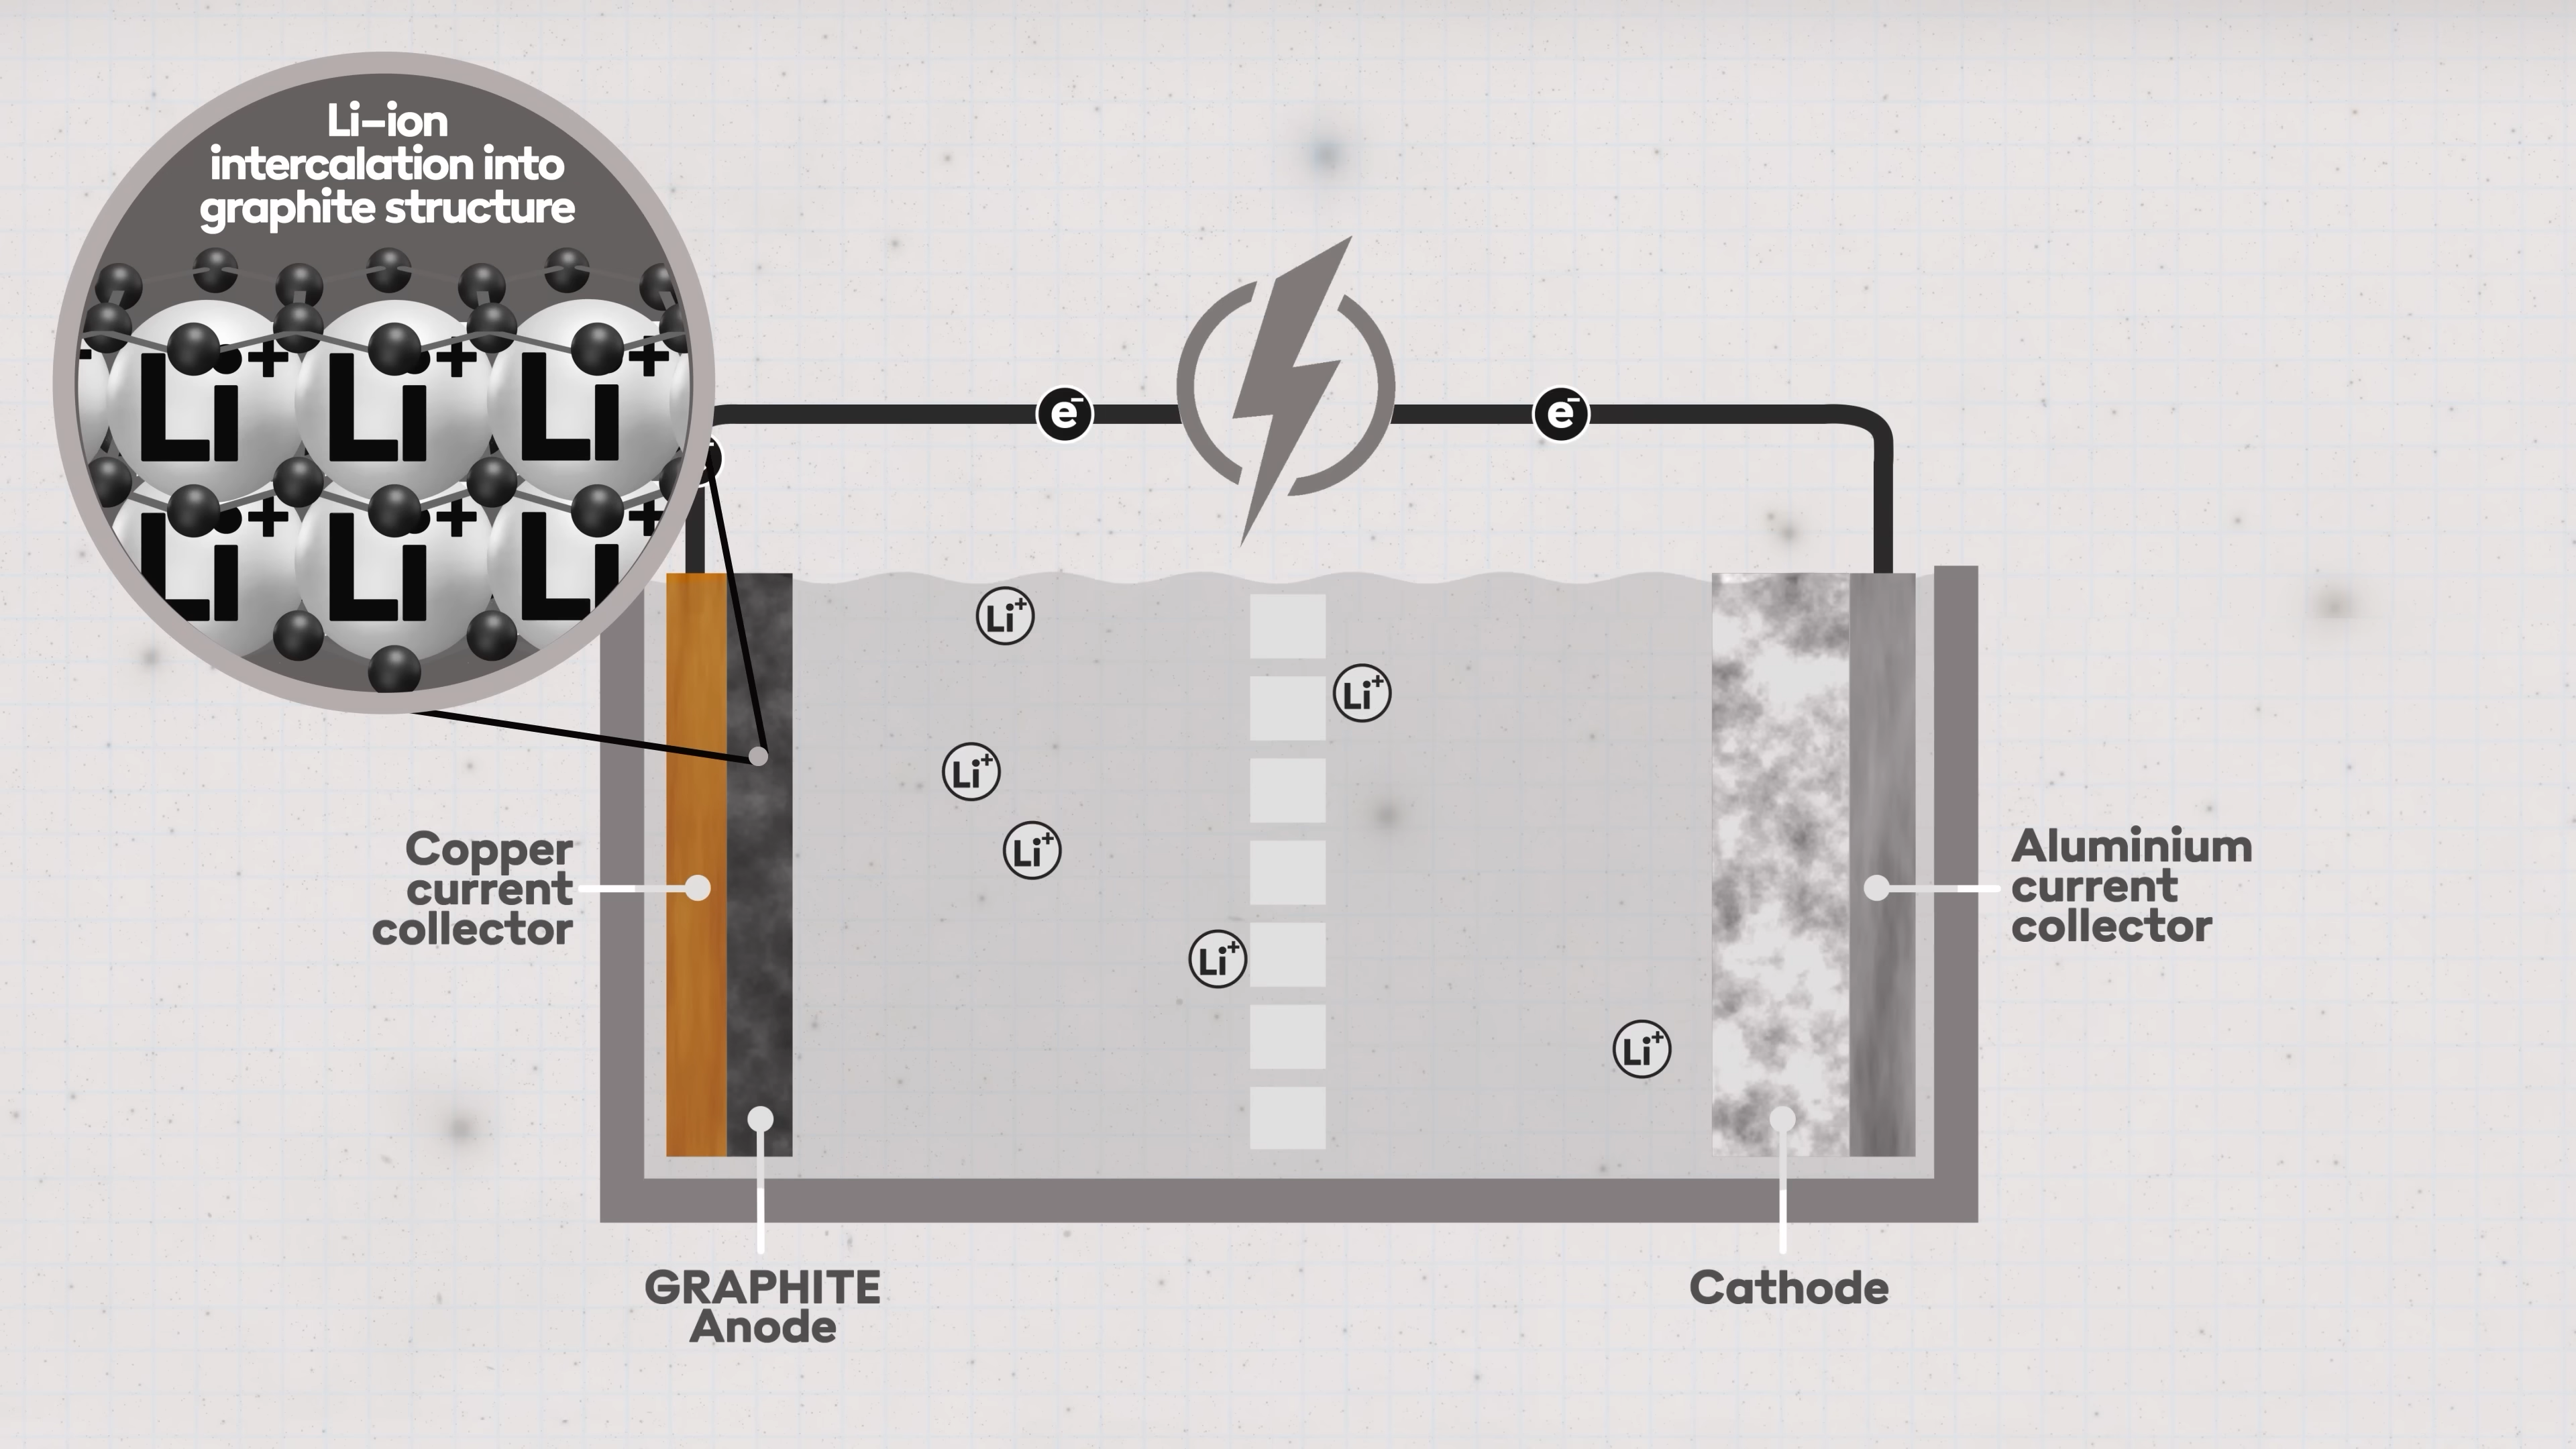 Li-ion
intercalation into
graphite structure
Li+ Li+ Li+
Li+ Li+ Li+
e-
e-
Li+
Li+
Li+
Li+
Li+
Li+
Copper
current
collector
Aluminium
current
collector
GRAPHITE
Anode
Cathode